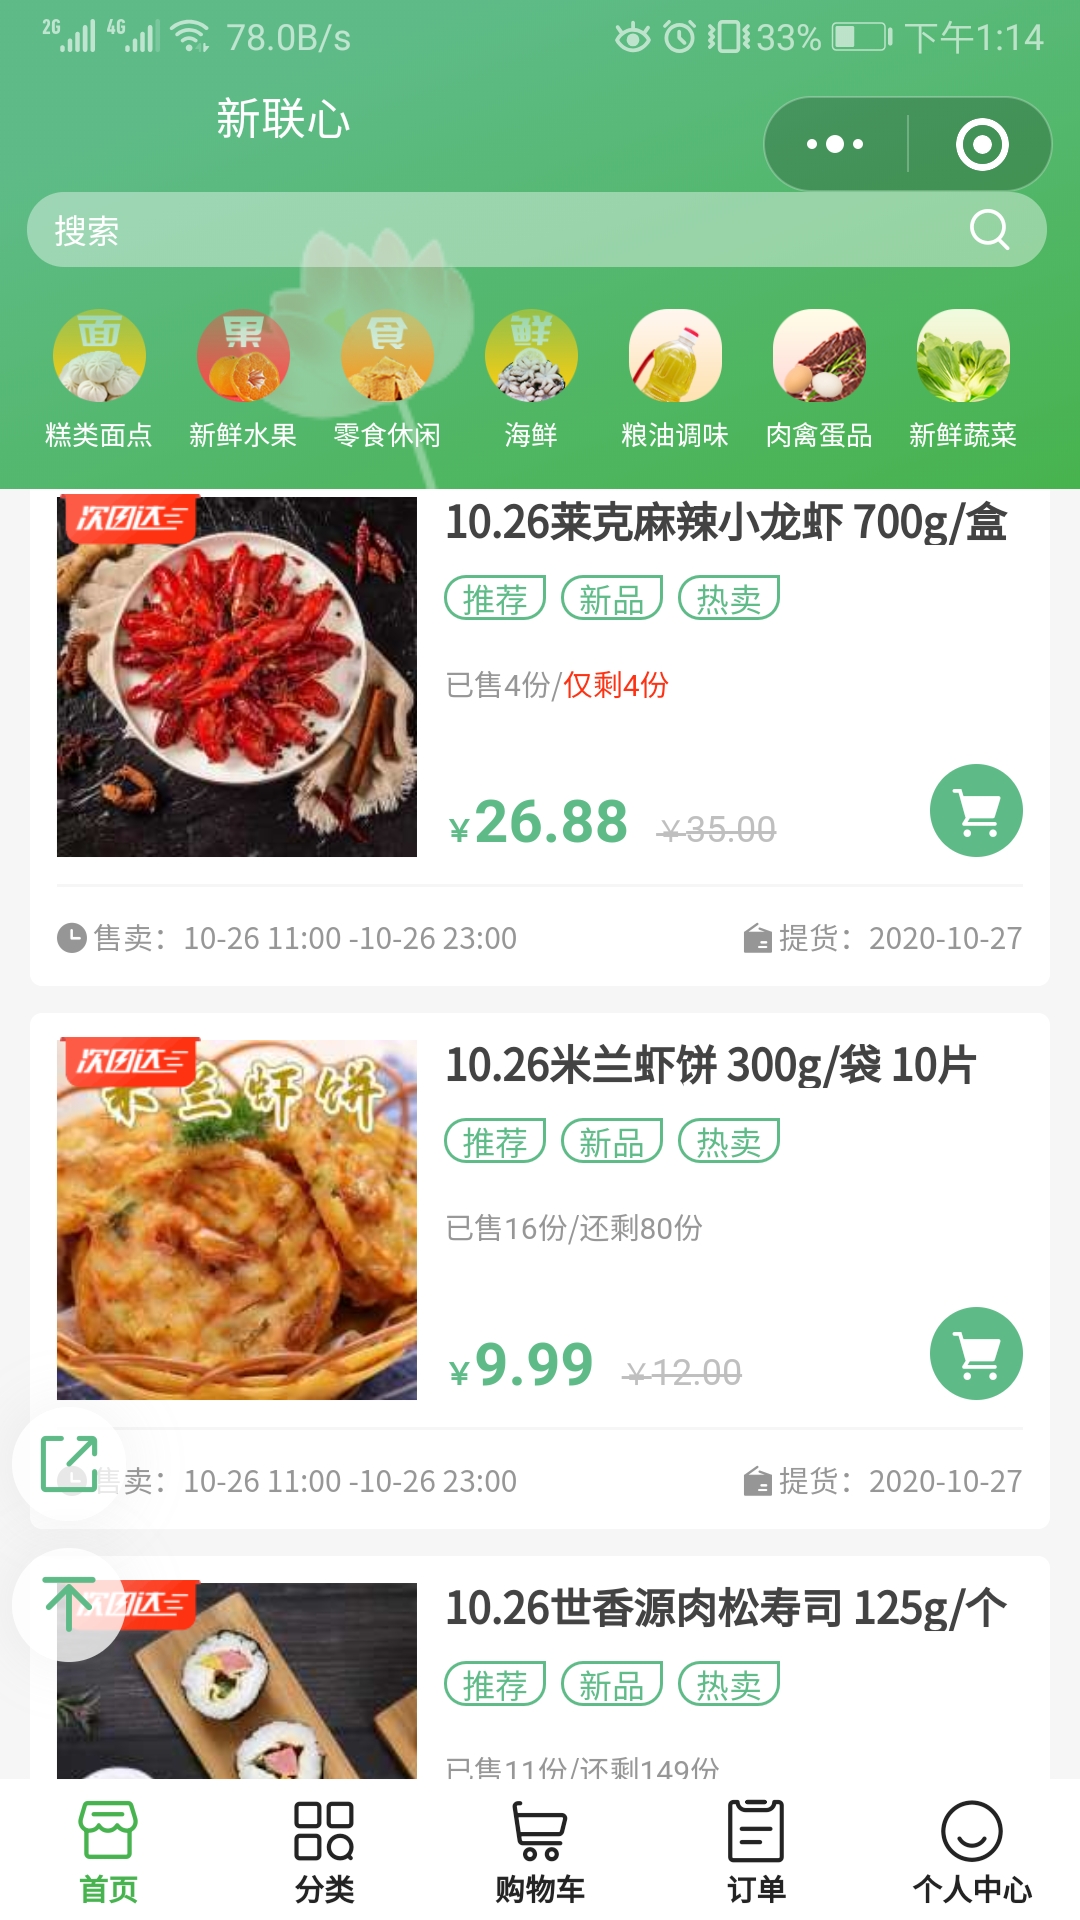 2G 4G 78.0B/s 33% 下午1:14
新联心
搜索
面 果 食 鲜
糕类面点 新鲜水果 零食休闲 海鲜 粮油调味 肉禽蛋品 新鲜蔬菜
次日达
10.26莱克麻辣小龙虾 700g/盒
推荐 新品 热卖
已售4份/仅剩4份
¥26.88 ¥35.00
售卖：10-26 11:00 -10-26 23:00 提货：2020-10-27
次日达
米兰虾饼
10.26米兰虾饼 300g/袋 10片
推荐 新品 热卖
已售16份/还剩80份
¥9.99 ¥12.00
售卖：10-26 11:00 -10-26 23:00 提货：2020-10-27
次日达
10.26世香源肉松寿司 125g/个
推荐 新品 热卖
已售11份/还剩149份
首页 分类 购物车 订单 个人中心